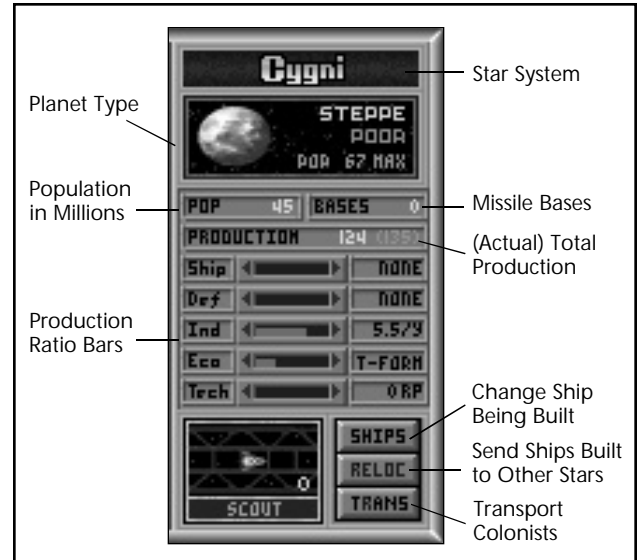 Cygni
Star System
Planet Type
STEPPE
POOR
POP 67 MAX
Population
in Millions
POP 45
BASES 0
Missile Bases
PRODUCTION 124 (135)
(Actual) Total
Production
Ship NONE
Def NONE
Production
Ratio Bars
Ind 5.5/Y
Eco T-FORM
Tech 0 RP
Change Ship
Being Built
SHIPS
Send Ships Built
to Other Stars
RELOC
0
SCOUT
TRANS
Transport
Colonists